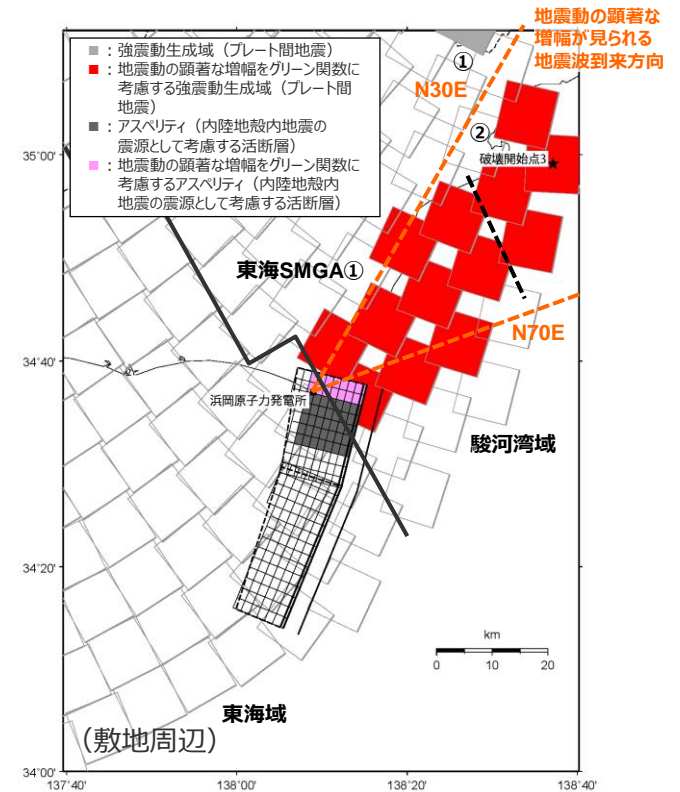 地震動の顕著な
増幅が見られる
地震波到来方向
■：強震動生成域（プレート間地震）
■：地震動の顕著な増幅をグリーン関数に
考慮する強震動生成域（プレート間
地震）
■：アスペリティ（内陸地殻内地震の
震源として考慮する活断層）
■：地震動の顕著な増幅をグリーン関数に
考慮するアスペリティ（内陸地殻内
地震の震源として考慮する活断層）
①
N30E
②
破壊開始点3
35°00'
東海SMGA①
N70E
34°40'
浜岡原子力発電所
駿河湾域
34°20'
km
0 10 20
東海域
（敷地周辺）
34°00'
137°40' 138°00' 138°20' 138°40'